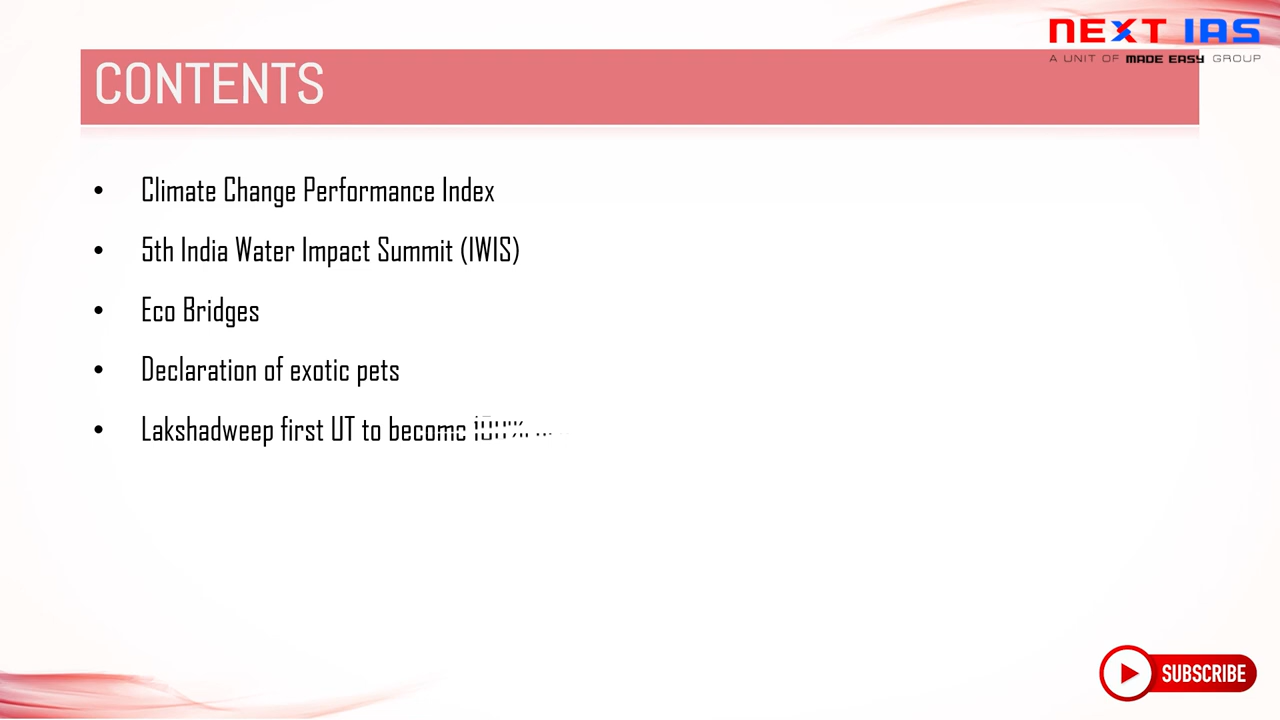 NEXT IAS
A UNIT OF MADE EASY GROUP
CONTENTS
• Climate Change Performance Index
• 5th India Water Impact Summit (IWIS)
• Eco Bridges
• Declaration of exotic pets
• Lakshadweep first UT to become 100%
SUBSCRIBE